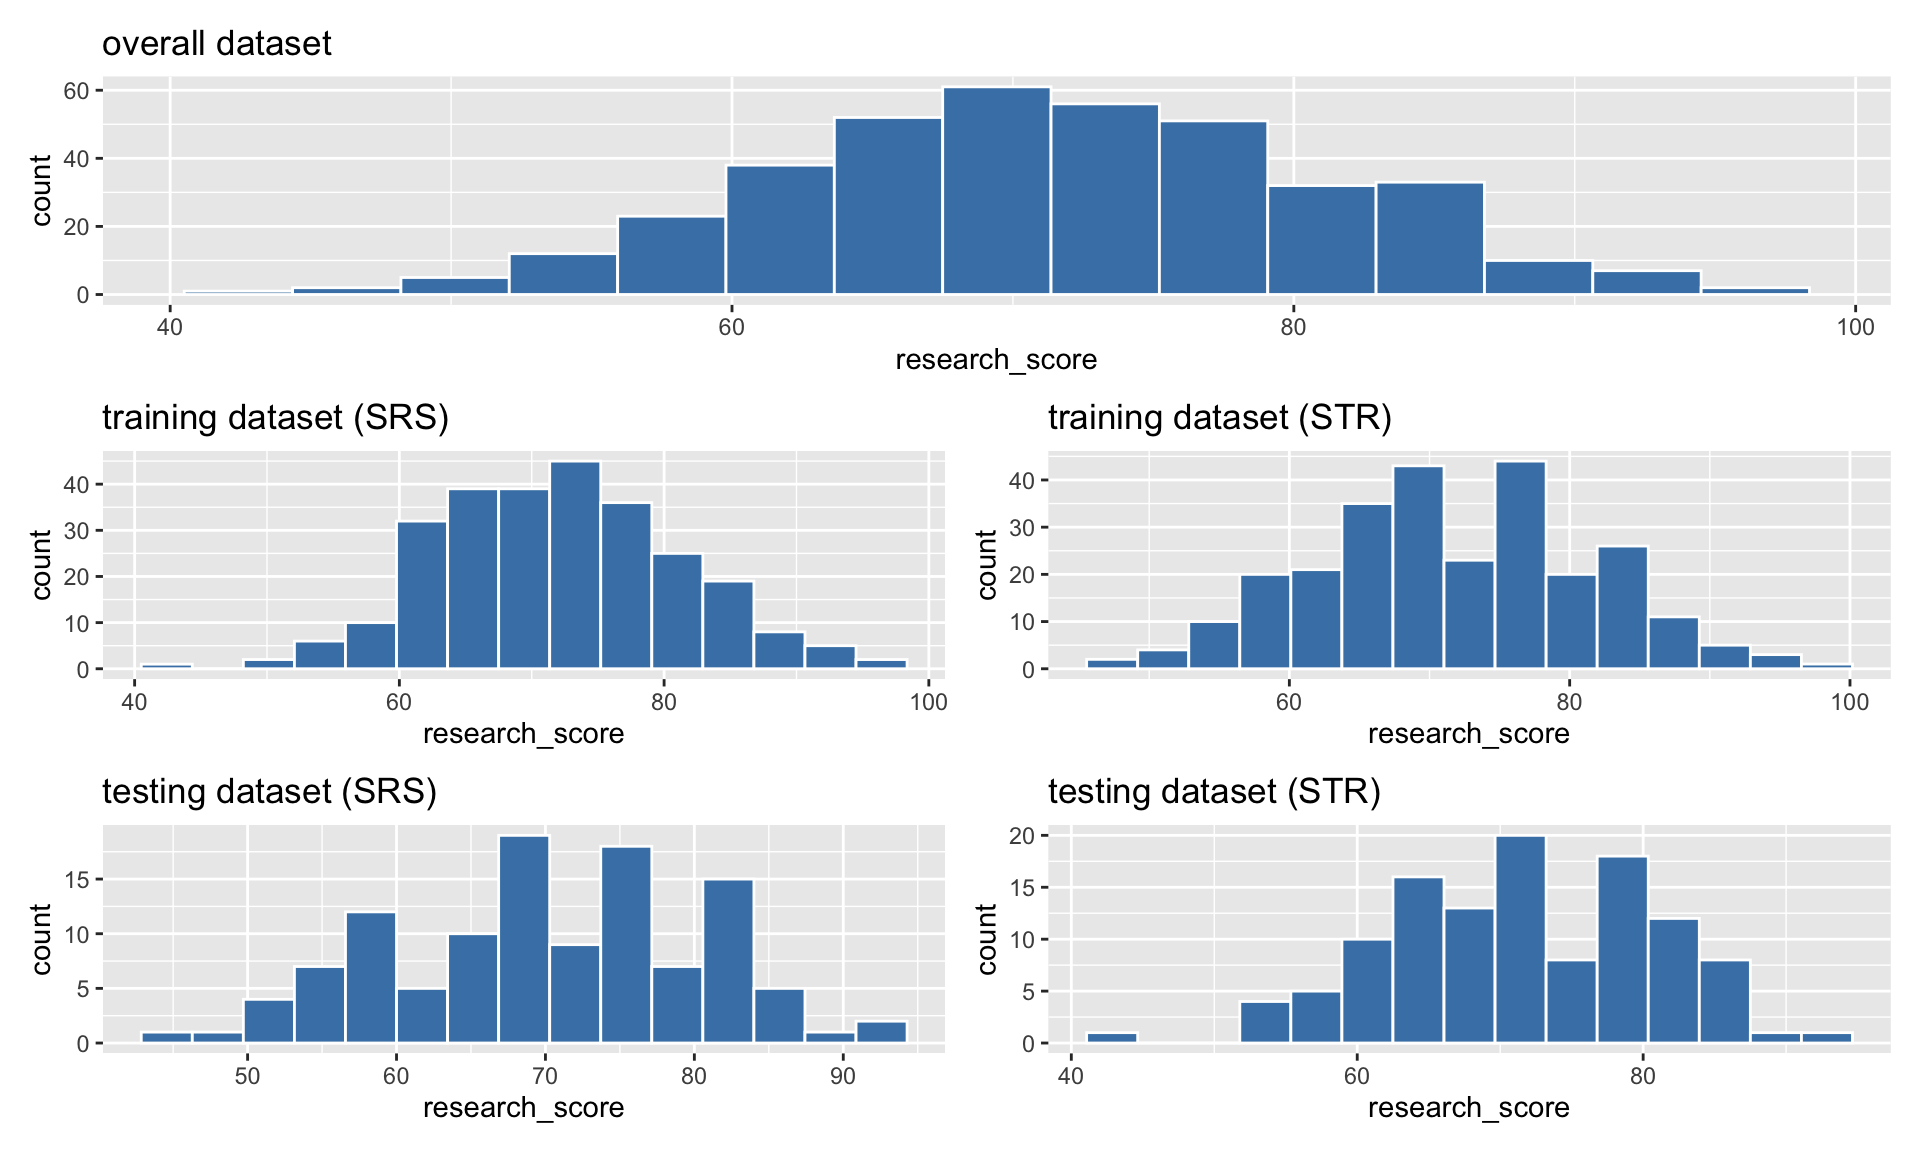 overall dataset
60
40
20
0
count
40 60 80 100
research_score
training dataset (SRS)
40
30
20
10
0
count
40 60 80 100
research_score
training dataset (STR)
40
30
20
10
0
count
60 80 100
research_score
testing dataset (SRS)
15
10
5
0
count
50 60 70 80 90
research_score
testing dataset (STR)
20
15
10
5
0
count
40 60 80
research_score